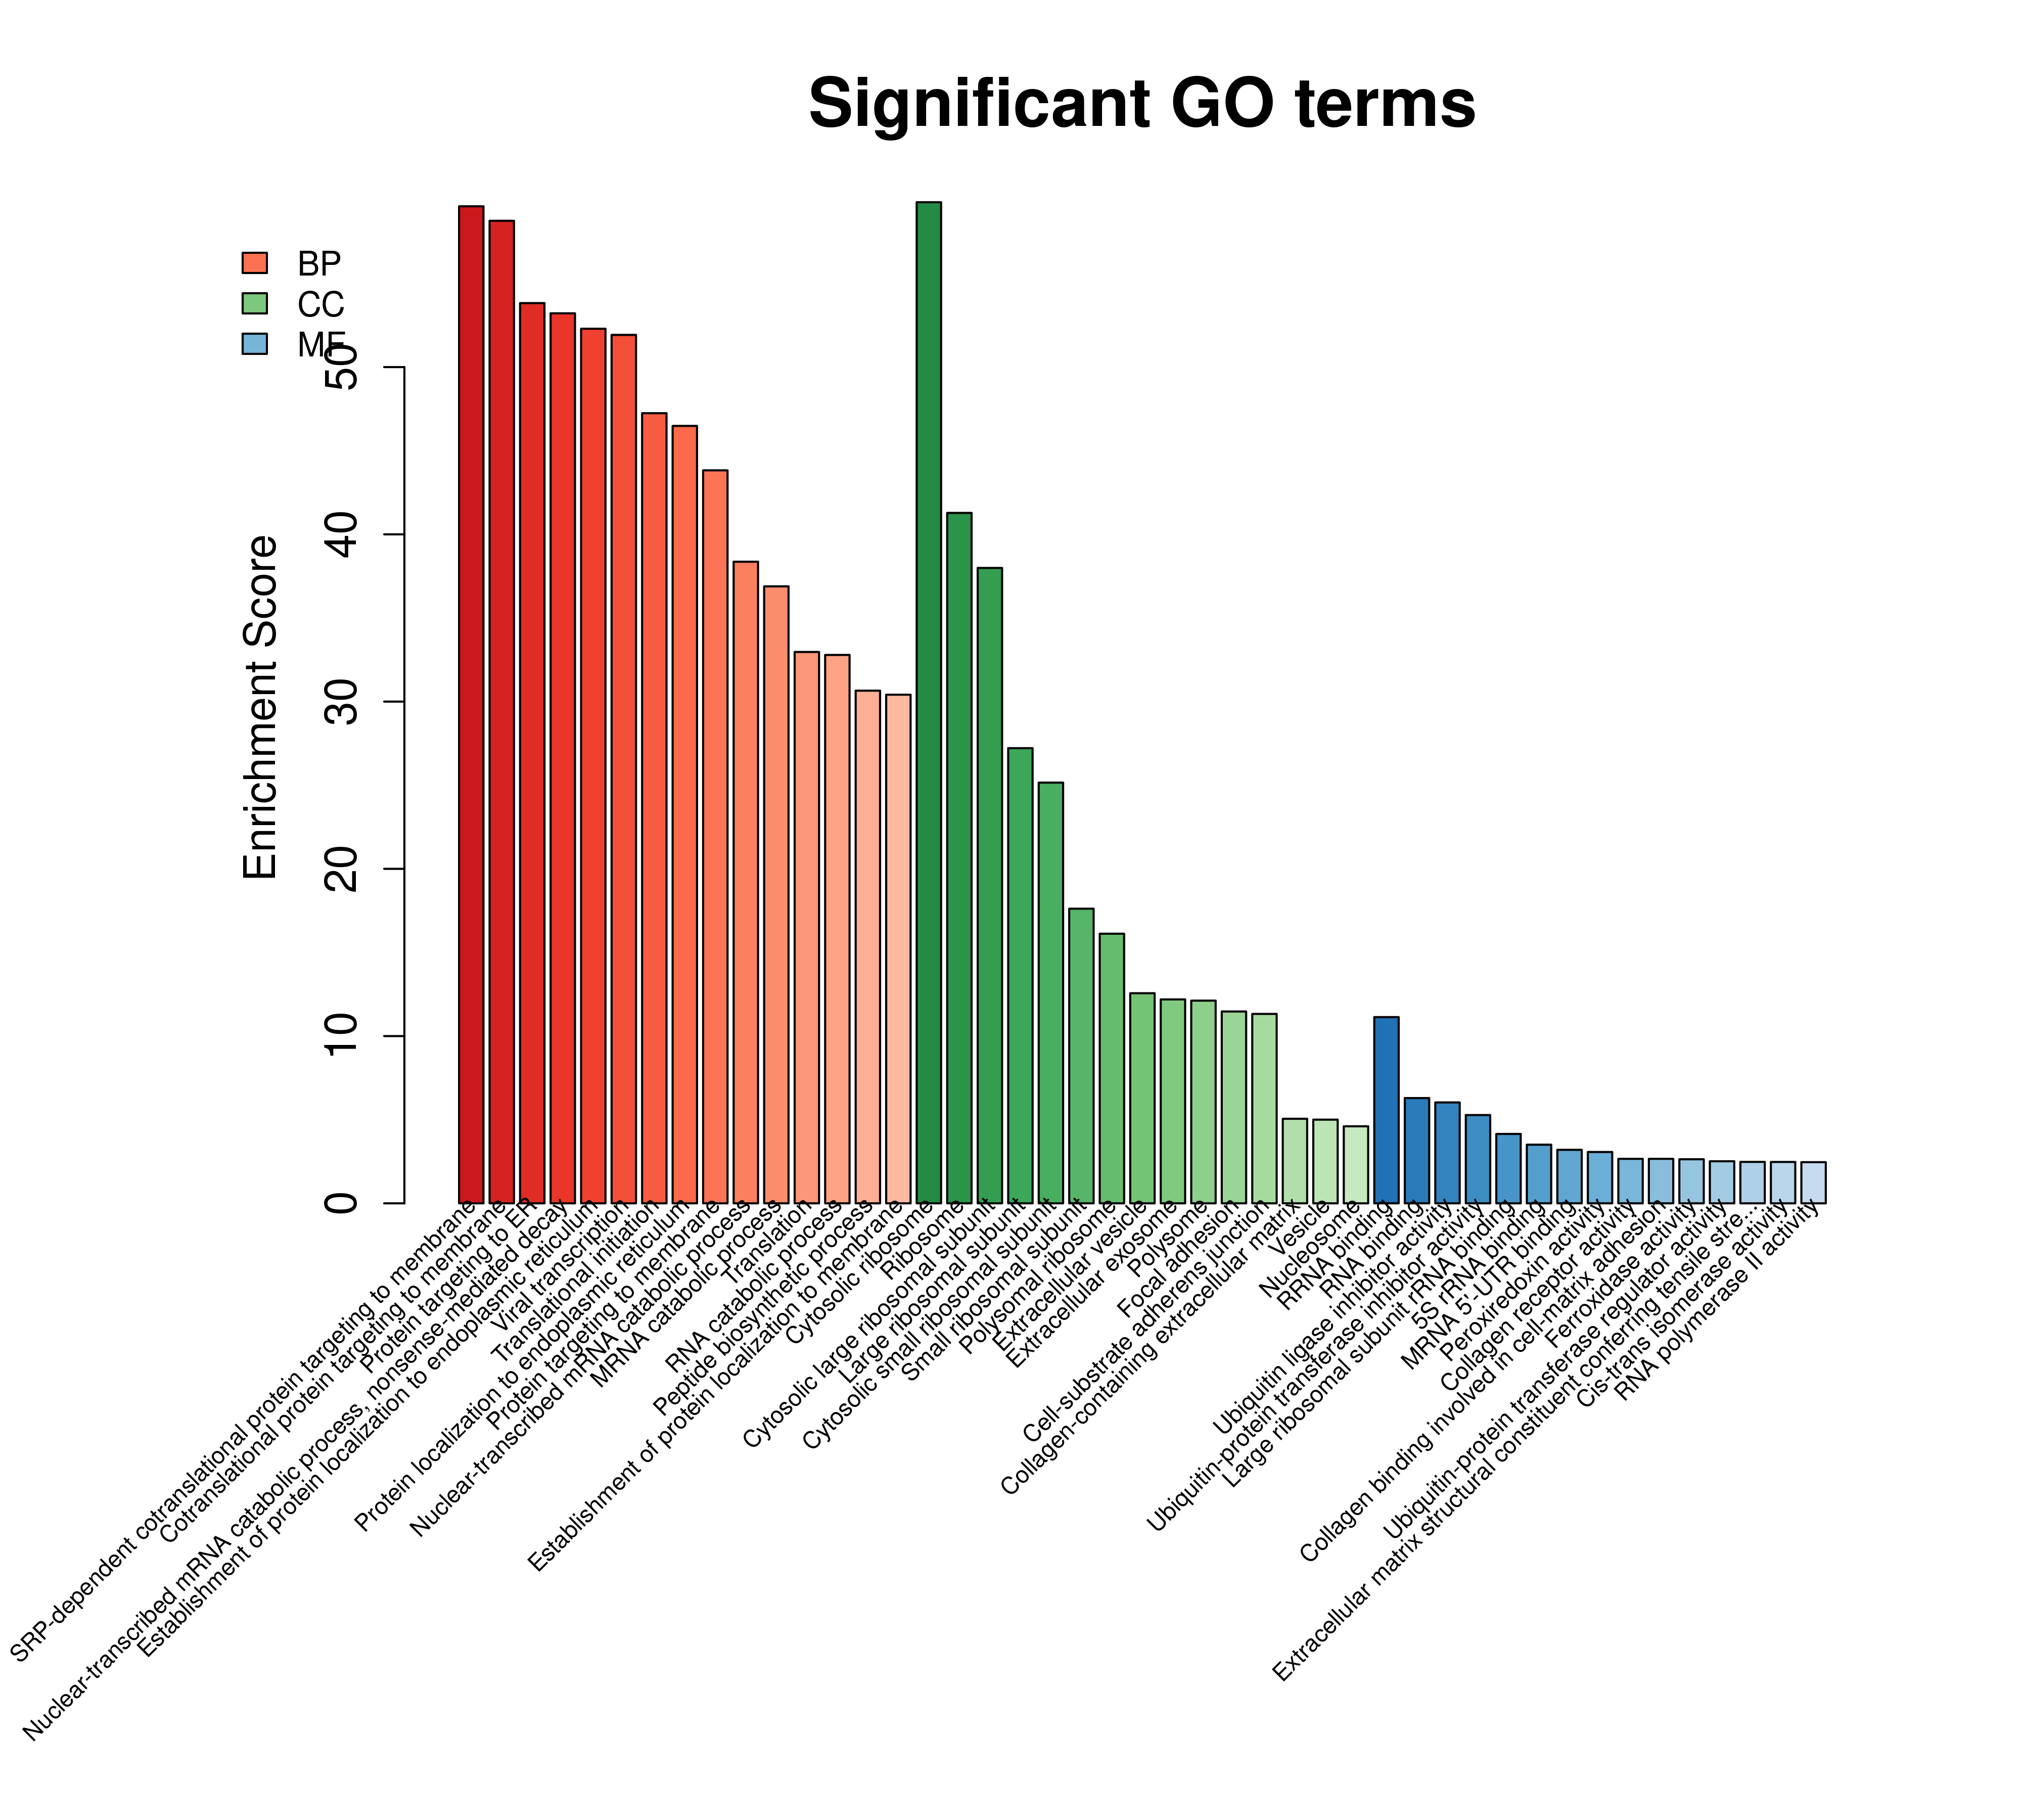 Significant GO terms
BP
CC
MF
Enrichment Score
50
40
30
20
10
0
SRP-dependent cotranslational protein targeting to membrane
Cotranslational protein targeting to membrane
Protein targeting to ER
Nuclear-transcribed mRNA catabolic process, nonsense-mediated decay
Establishment of protein localization to endoplasmic reticulum
Viral transcription
Translational initiation
Protein localization to endoplasmic reticulum
Protein targeting to membrane
Nuclear-transcribed mRNA catabolic process
MRNA catabolic process
Translation
RNA catabolic process
Peptide biosynthetic process
Establishment of protein localization to membrane
Cytosolic ribosome
Ribosome
Cytosolic large ribosomal subunit
Large ribosomal subunit
Cytosolic small ribosomal subunit
Small ribosomal subunit
Polysomal ribosome
Extracellular vesicle
Extracellular exosome
Polysome
Focal adhesion
Cell-substrate adherens junction
Collagen-containing extracellular matrix
Vesicle
Nucleosome
RRNA binding
RNA binding
Ubiquitin ligase inhibitor activity
Ubiquitin-protein transferase inhibitor activity
Large ribosomal subunit rRNA binding
5S rRNA binding
MRNA 5'-UTR binding
Peroxiredoxin activity
Collagen receptor activity
Collagen binding involved in cell-matrix adhesion
Ferroxidase activity
Ubiquitin-protein transferase regulator activity
Extracellular matrix structural constituent conferring tensile stre...
Cis-trans isomerase activity
RNA polymerase II activity